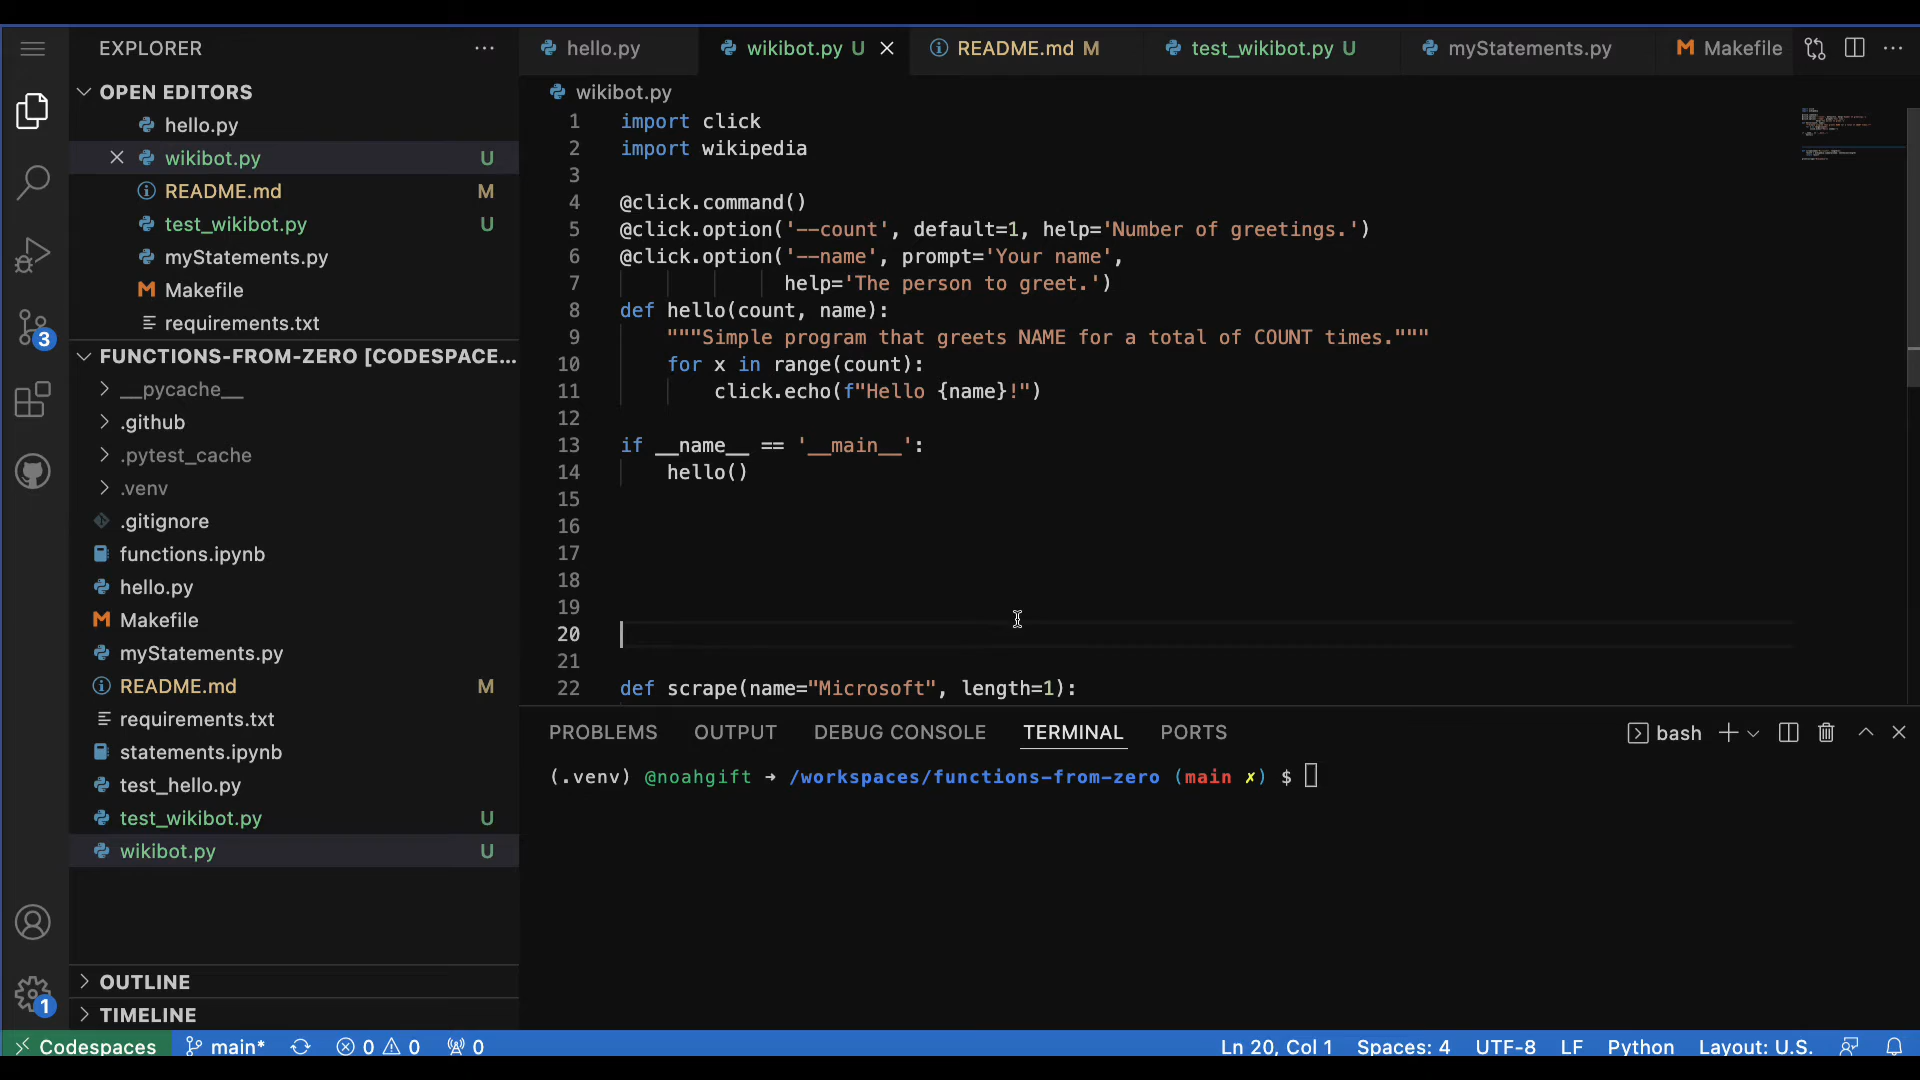 EXPLORER
OPEN EDITORS
hello.py
wikibot.py U
README.md M
test_wikibot.py U
myStatements.py
Makefile
requirements.txt
FUNCTIONS-FROM-ZERO [CODESPACE...
__pycache__
.github
.pytest_cache
.venv
.gitignore
functions.ipynb
hello.py
Makefile
myStatements.py
README.md M
requirements.txt
statements.ipynb
test_hello.py
test_wikibot.py U
wikibot.py U
OUTLINE
TIMELINE
3
1
hello.py wikibot.py U README.md M test_wikibot.py U myStatements.py Makefile
wikibot.py
1 import click
2 import wikipedia
3
4 @click.command()
5 @click.option('--count', default=1, help='Number of greetings.')
6 @click.option('--name', prompt='Your name',
7 help='The person to greet.')
8 def hello(count, name):
9 """Simple program that greets NAME for a total of COUNT times."""
10 for x in range(count):
11 click.echo(f"Hello {name}!")
12
13 if __name__ == '__main__':
14 hello()
15
16
17
18
19
20
21
22 def scrape(name="Microsoft", length=1):
PROBLEMS OUTPUT DEBUG CONSOLE TERMINAL PORTS bash
(.venv) @noahgift ➜ /workspaces/functions-from-zero (main ✗) $
Codespaces main* 0 0 0 Ln 20, Col 1 Spaces: 4 UTF-8 LF Python Layout: U.S.